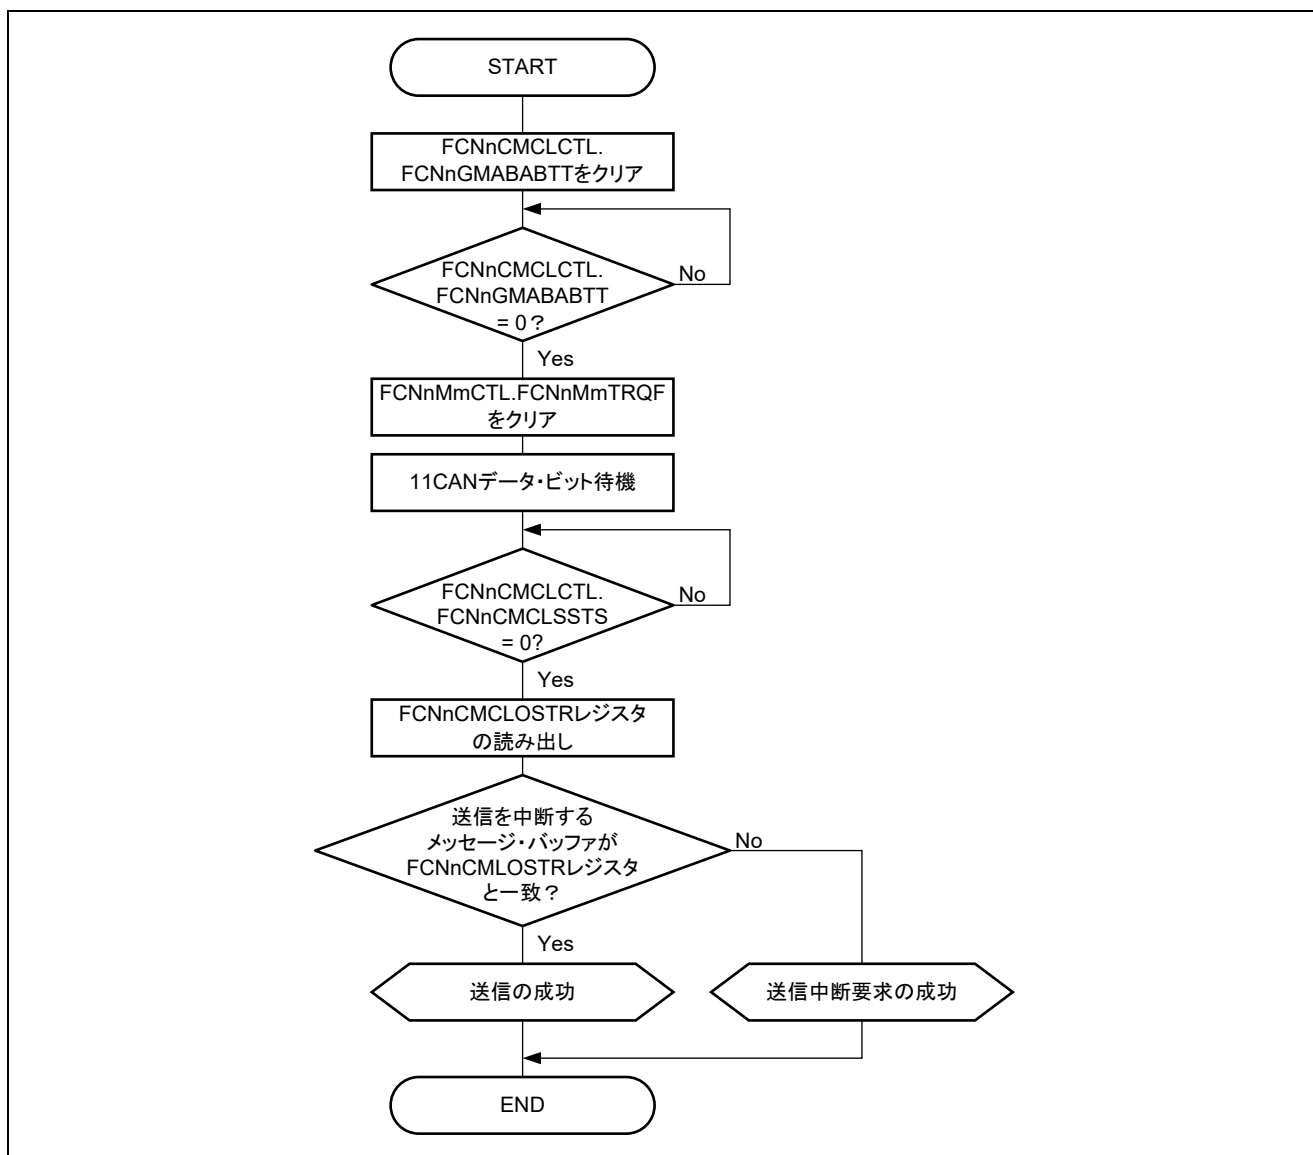 START
FCNnCMCLCTL.
FCNnGMABABTTをクリア
FCNnCMCLCTL.
FCNnGMABABTT
= 0？
No
Yes
FCNnMmCTL.FCNnMmTRQF
をクリア
11CANデータ・ビット待機
FCNnCMCLCTL.
FCNnCMCLSSTS
= 0?
No
Yes
FCNnCMCLOSTRレジスタ
の読み出し
送信を中断する
メッセージ・バッファが
FCNnCMLOSTRレジスタ
と一致？
No
Yes
送信の成功
送信中断要求の成功
END